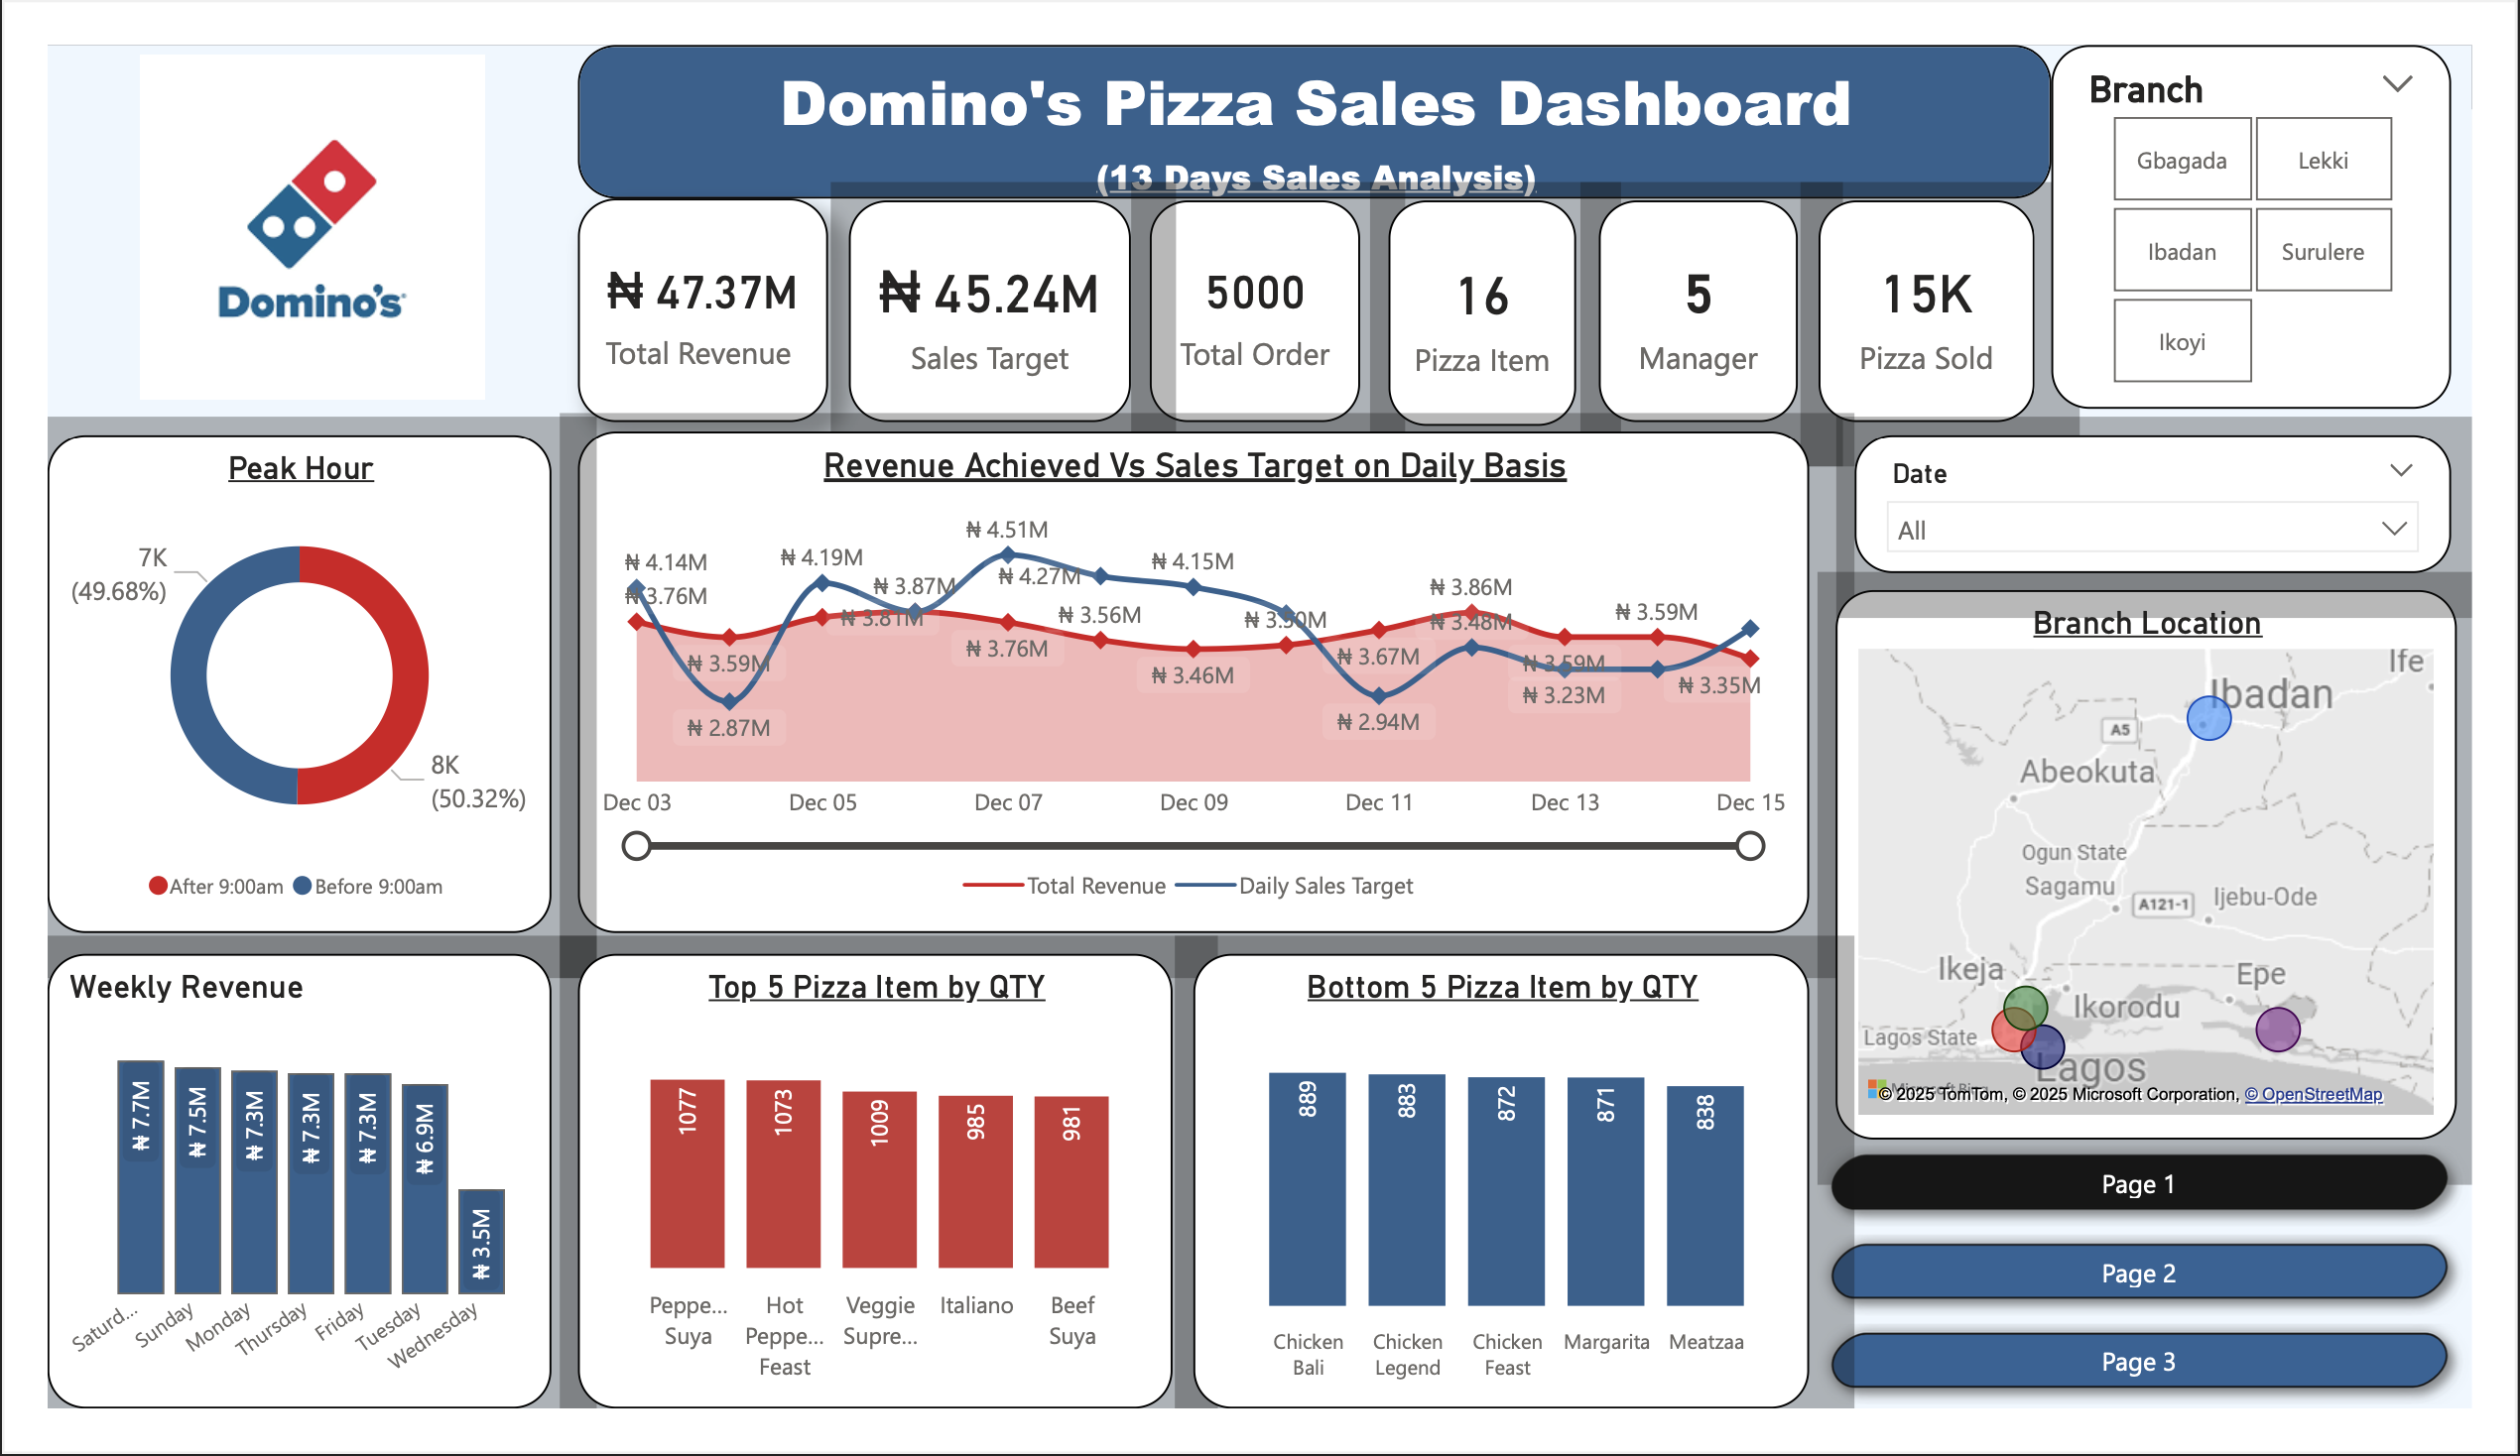 Domino's Pizza Sales Dashboard
(13 Days Sales Analysis)
Domino's
₦ 47.37M
Total Revenue
₦ 45.24M
Sales Target
5000
Total Order
16
Pizza Item
5
Manager
15K
Pizza Sold
Branch
Gbagada
Lekki
Ibadan
Surulere
Ikoyi
Peak Hour
7K
(49.68%)
8K
(50.32%)
After 9:00am
Before 9:00am
Revenue Achieved Vs Sales Target on Daily Basis
₦ 4.51M
₦ 4.14M
₦ 4.19M
₦ 4.15M
₦ 4.27M
₦ 3.87M
₦ 3.86M
₦ 3.76M
₦ 3.56M
₦ 3.59M
₦ 3.81M
₦ 3.48M
₦ 3.76M
₦ 3.67M
₦ 3.59M
₦ 3.59M
₦ 3.46M
₦ 3.35M
₦ 3.23M
₦ 2.87M
₦ 2.94M
Dec 03
Dec 05
Dec 07
Dec 09
Dec 11
Dec 13
Dec 15
Total Revenue
Daily Sales Target
Date
All
Branch Location
Ife
Ibadan
A5
Abeokuta
Ogun State
Sagamu
A121-1
Ijebu-Ode
Ikeja
Epe
Ikorodu
Lagos State
Lagos
Microsoft Bing
© 2025 TomTom, © 2025 Microsoft Corporation, © OpenStreetMap
Weekly Revenue
₦ 7.7M
₦ 7.5M
₦ 7.3M
₦ 7.3M
₦ 7.3M
₦ 6.9M
₦ 3.5M
Saturd...
Sunday
Monday
Thursday
Friday
Tuesday
Wednesday
Top 5 Pizza Item by QTY
1077
1073
1009
985
981
Peppe...
Suya
Hot
Peppe...
Feast
Veggie
Supre...
Italiano
Beef
Suya
Bottom 5 Pizza Item by QTY
889
883
872
871
838
Chicken
Bali
Chicken
Legend
Chicken
Feast
Margarita
Meatzaa
Page 1
Page 2
Page 3